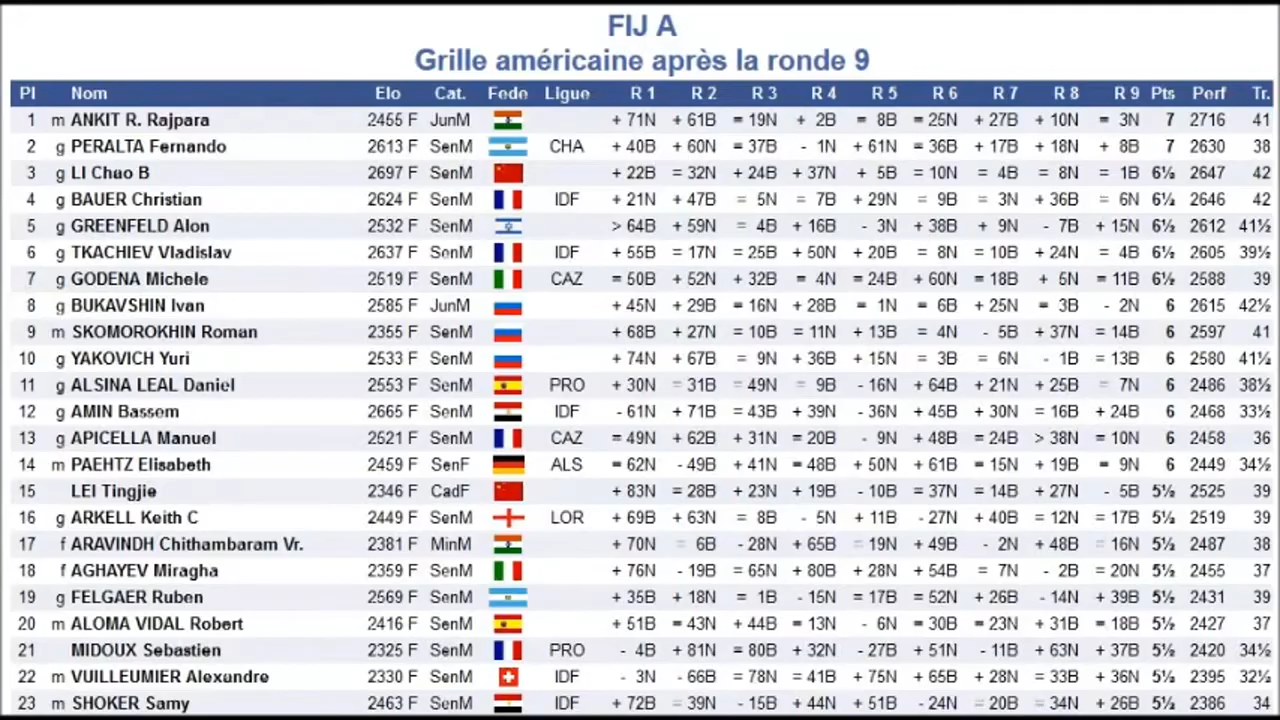 FIJ A
Grille américaine après la ronde 9
Pl Nom Elo Cat. Fede Ligue R 1 R 2 R 3 R 4 R 5 R 6 R 7 R 8 R 9 Pts Perf Tr.
1 m ANKIT R. Rajpara 2455 F JunM + 71N + 61B = 19N + 2B = 8B = 25N + 27B + 10N = 3N 7 2716 41
2 g PERALTA Fernando 2613 F SenM CHA + 40B + 60N = 37B - 1N + 61N = 36B + 17B + 18N + 8B 7 2630 38
3 g LI Chao B 2697 F SenM + 22B = 32N + 24B + 37N + 5B = 10N = 4B = 8N = 1B 6½ 2647 42
4 g BAUER Christian 2624 F SenM IDF + 21N + 47B = 5N = 7B + 29N = 9B = 3N + 36B = 6N 6½ 2646 42
5 g GREENFELD Alon 2532 F SenM > 64B + 59N = 4B + 16B - 3N + 38B + 9N - 7B + 15N 6½ 2612 41½
6 g TKACHIEV Vladislav 2637 F SenM IDF + 55B = 17N = 25B + 50N + 20B = 8N = 10B + 24N = 4B 6½ 2605 39½
7 g GODENA Michele 2519 F SenM CAZ = 50B + 52N + 32B = 4N = 24B + 60N = 18B + 5N = 11B 6½ 2588 39
8 g BUKAVSHIN Ivan 2585 F JunM + 45N + 29B = 16N + 28B = 1N = 6B + 25N = 3B - 2N 6 2615 42½
9 m SKOMOROKHIN Roman 2355 F SenM + 68B + 27N = 10B = 11N + 13B = 4N - 5B + 37N = 14B 6 2597 41
10 g YAKOVICH Yuri 2533 F SenM + 74N + 67B = 9N + 36B + 15N = 3B = 6N - 1B = 13B 6 2580 41½
11 g ALSINA LEAL Daniel 2553 F SenM PRO + 30N = 31B = 49N = 9B - 16N + 64B + 21N + 25B = 7N 6 2486 38½
12 g AMIN Bassem 2665 F SenM IDF - 61N + 71B = 43B + 39N - 36N + 45B + 30N = 16B + 24B 6 2468 33½
13 g APICELLA Manuel 2521 F SenM CAZ = 49N + 62B + 31N = 20B - 9N + 48B = 24B > 38N = 10N 6 2458 36
14 m PAEHTZ Elisabeth 2459 F SenF ALS = 62N - 49B + 41N = 48B + 50N + 61B = 15N + 19B = 9N 6 2449 34½
15 LEI Tingjie 2346 F CadF + 83N = 28B + 23N + 19B - 10B = 37N = 14B + 27N - 5B 5½ 2525 39
16 g ARKELL Keith C 2449 F SenM LOR + 69B + 63N = 8B - 5N + 11B - 27N + 40B = 12N = 17B 5½ 2519 39
17 f ARAVINDH Chithambaram Vr. 2381 F MinM + 70N = 6B - 28N + 65B = 19N + 49B - 2N + 48B = 16N 5½ 2487 38
18 f AGHAYEV Miragha 2359 F SenM + 76N - 19B = 65N + 80B + 28N + 54B = 7N - 2B = 20N 5½ 2455 37
19 g FELGAER Ruben 2569 F SenM + 35B + 18N = 1B - 15N = 17B = 52N + 26B - 14N + 39B 5½ 2431 39
20 m ALOMA VIDAL Robert 2416 F SenM + 51B = 43N + 44B = 13N - 6N = 30B = 23N + 31B = 18B 5½ 2427 37
21 MIDOUX Sebastien 2325 F SenM PRO - 4B + 81N = 80B + 32N - 27B + 51N - 11B + 63N + 37B 5½ 2420 34½
22 m VUILLEUMIER Alexandre 2330 F SenM IDF - 3N - 66B = 78N = 41B + 75N + 65B + 28N = 33B + 36N 5½ 2395 32½
23 m SHOKER Samy 2463 F SenM IDF + 72B = 39N - 15B + 44N + 51B - 24N = 20B = 34N + 26B 5½ 2386 34